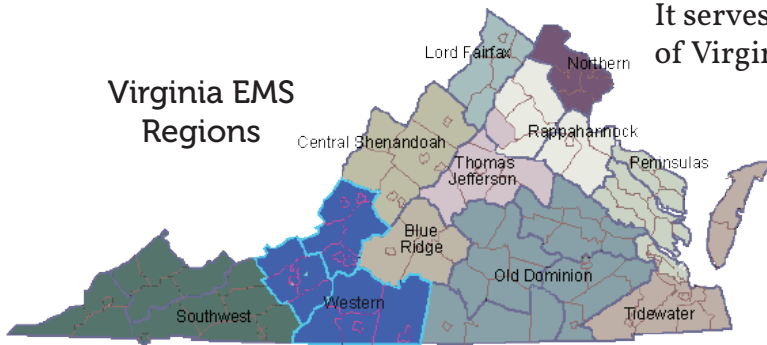 It serves
of Virgin
Virginia EMS
Regions
Lord Fairfax
Northern
Central Shenandoah
Rappahannock
Thomas
Jefferson
Peninsulas
Blue
Ridge
Old Dominion
Western
Southwest
Tidewater